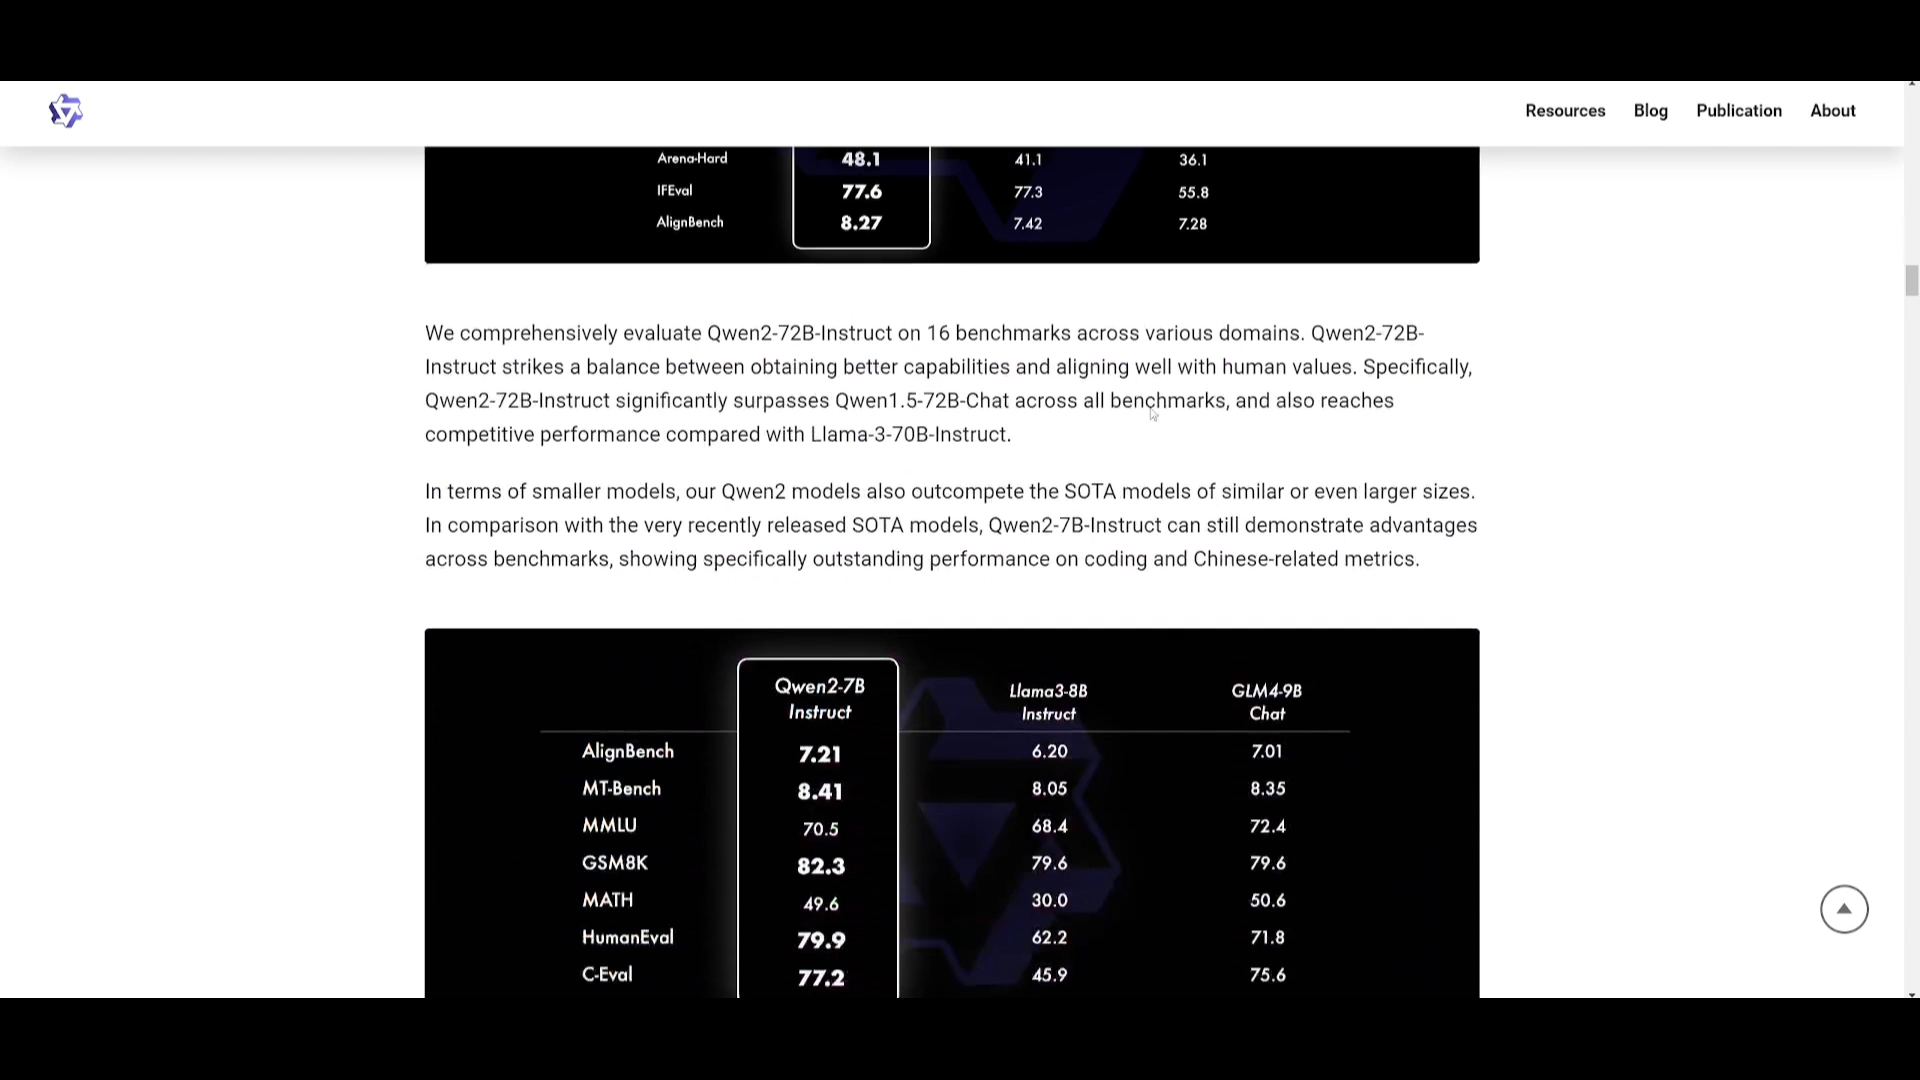 Resources Blog Publication About
Arena-Hard 48.1 41.1 36.1
IFEval 77.6 77.3 55.8
AlignBench 8.27 7.42 7.28
We comprehensively evaluate Qwen2-72B-Instruct on 16 benchmarks across various domains. Qwen2-72B-
Instruct strikes a balance between obtaining better capabilities and aligning well with human values. Specifically,
Qwen2-72B-Instruct significantly surpasses Qwen1.5-72B-Chat across all benchmarks, and also reaches
competitive performance compared with Llama-3-70B-Instruct.
In terms of smaller models, our Qwen2 models also outcompete the SOTA models of similar or even larger sizes.
In comparison with the very recently released SOTA models, Qwen2-7B-Instruct can still demonstrate advantages
across benchmarks, showing specifically outstanding performance on coding and Chinese-related metrics.
Qwen2-7B Llama3-8B GLM4-9B
Instruct Instruct Chat
AlignBench 7.21 6.20 7.01
MT-Bench 8.41 8.05 8.35
MMLU 70.5 68.4 72.4
GSM8K 82.3 79.6 79.6
MATH 49.6 30.0 50.6
HumanEval 79.9 62.2 71.8
C-Eval 77.2 45.9 75.6